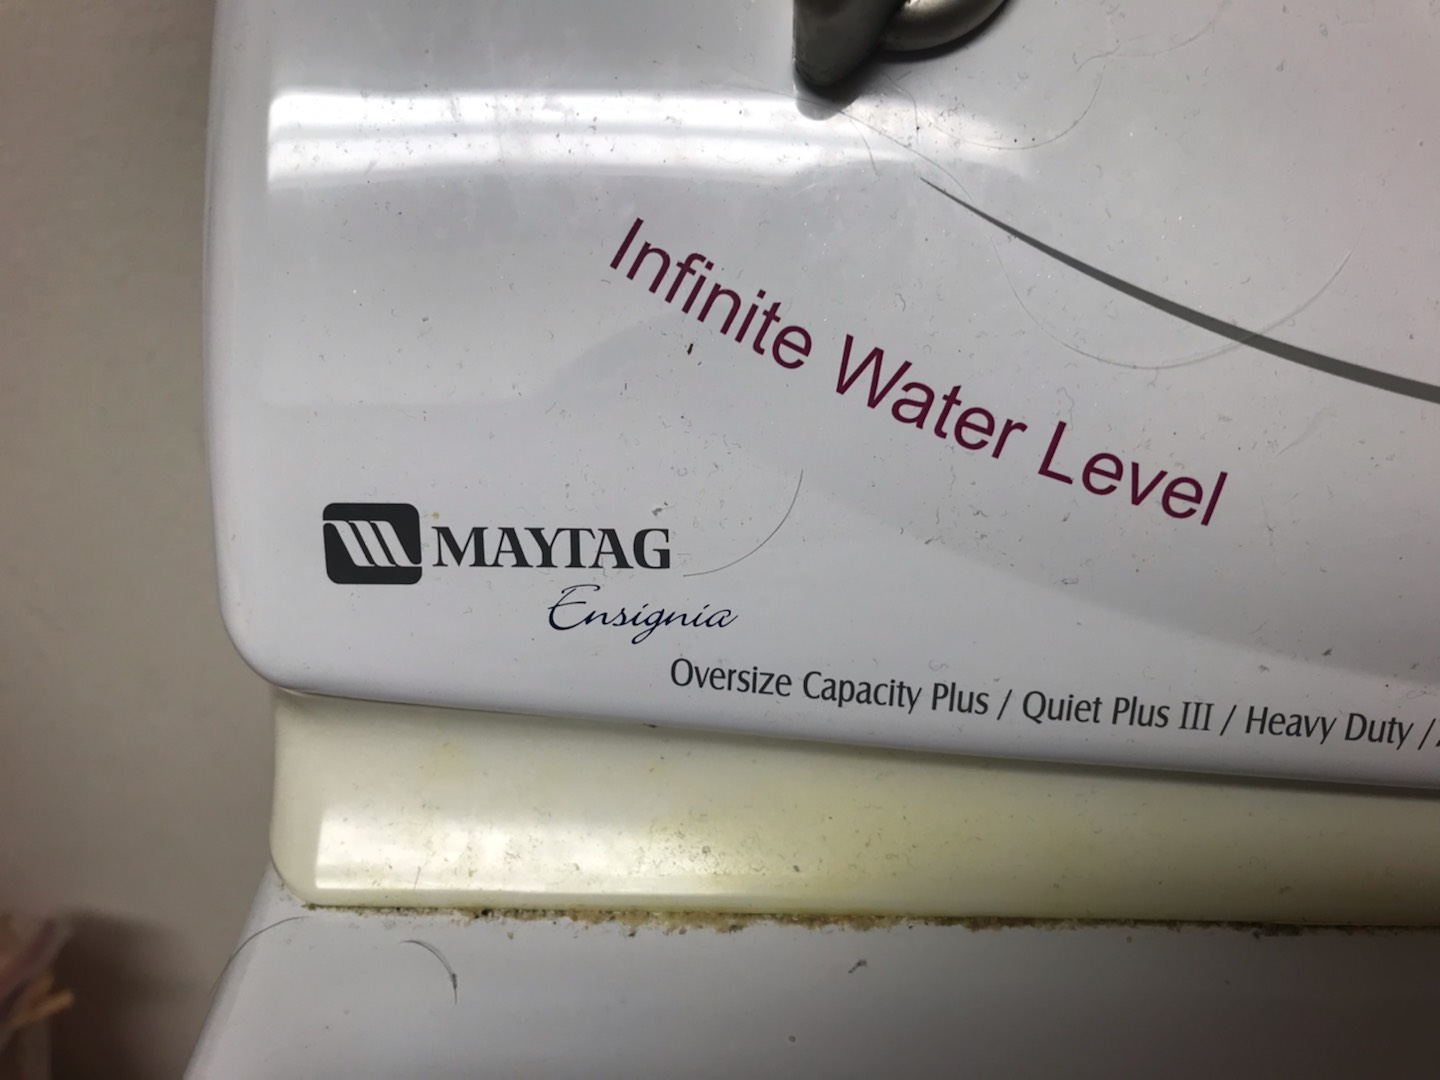 Infinite Water Level
MAYTAG
Ensignia
Oversize Capacity Plus / Quiet Plus III / Heavy Duty /